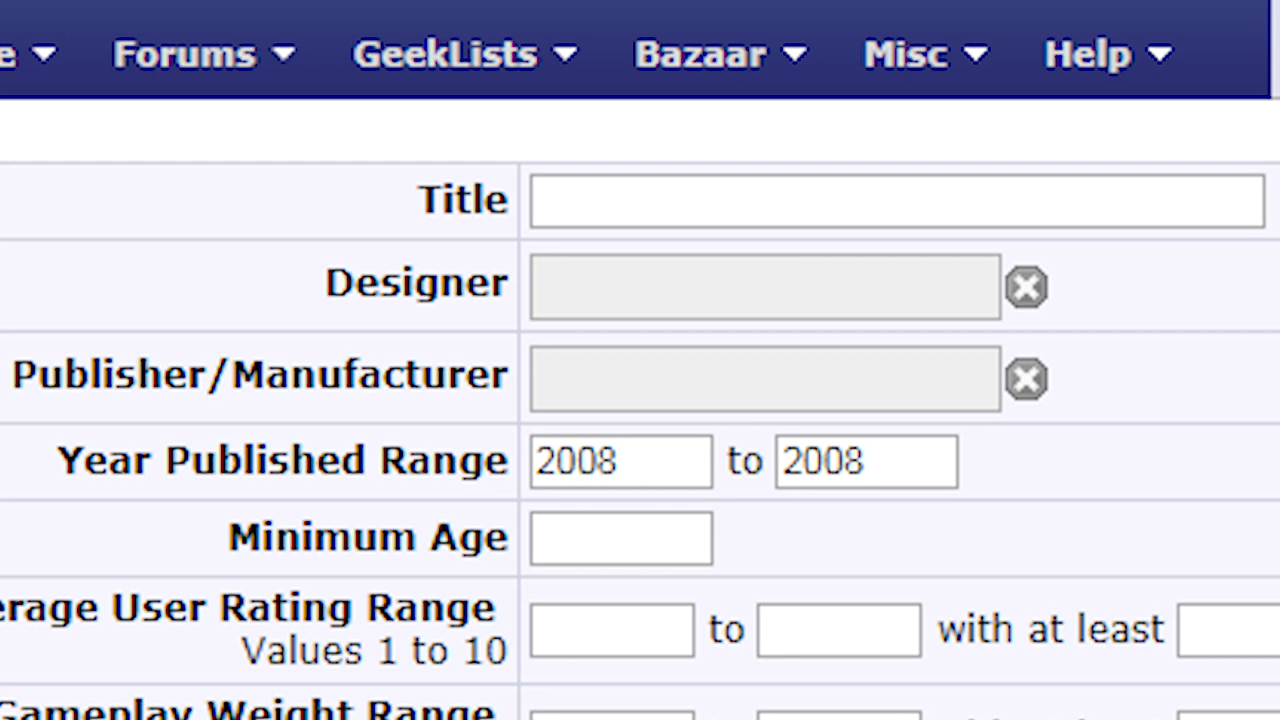 e Forums GeekLists Bazaar Misc Help
Title
Designer
Publisher/Manufacturer
Year Published Range 2008 to 2008
Minimum Age
erage User Rating Range
Values 1 to 10 to with at least
Gameplay Weight Range